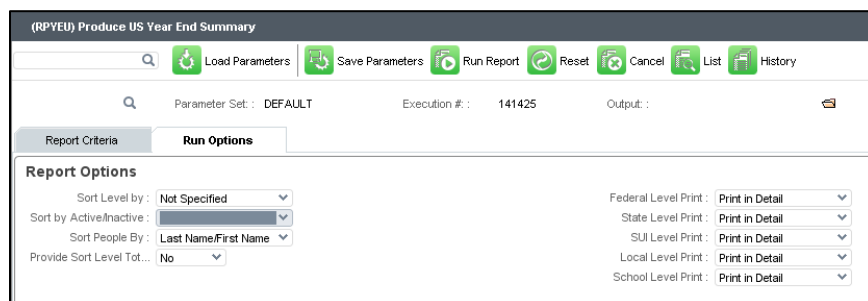 (RPYEU) Produce US Year End Summary
Load Parameters Save Parameters Run Report Reset Cancel List History
Parameter Set: : DEFAULT Execution #: : 141425 Output: :
Report Criteria Run Options
Report Options
Sort Level by : Not Specified Federal Level Print : Print in Detail
Sort by Active/Inactive : State Level Print : Print in Detail
Sort People By : Last Name/First Name SUI Level Print : Print in Detail
Provide Sort Level Tot... No Local Level Print : Print in Detail
School Level Print : Print in Detail